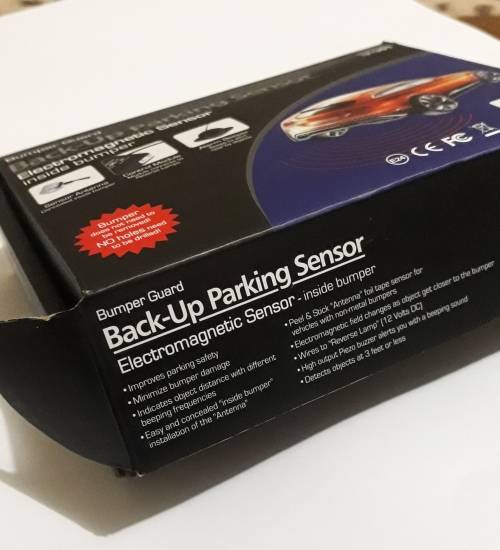 Bumper Guard
Back-Up Parking Sensor
Electromagnetic Sensor
inside bumper
Sensor Antenna
Bumper
does not need to
be removed!
NO holes need
to be drilled!
E24 CE FC
Bumper Guard
Back-Up Parking Sensor
Electromagnetic Sensor - inside bumper
• Improves parking safety
• Minimize bumper damage
• Indicates object distance with different
beeping frequencies
• Easy and concealed "inside bumper"
installation of the "Antenna"
• Peel & Stick "Antenna" foil tape sensor for
vehicles with non-metal bumpers
• Electromagnetic field changes as object get closer to the bumper
• Wires to "Reverse Lamp" (12 Volts DC)
• High output Piezo buzzer alerts you with a beeping sound
• Detects objects at 3 feet or less